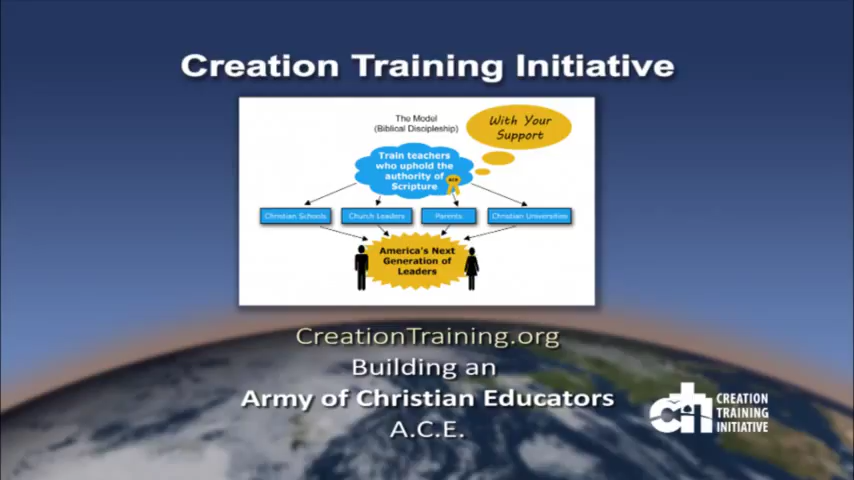 Creation Training Initiative
The Model
(Biblical Discipleship)
With Your
Support
Train teachers
who uphold the
authority of
Scripture
ACE
Christian Schools
Church Leaders
Parents
Christian Universities
America's Next
Generation of
Leaders
CreationTraining.org
Building an
Army of Christian Educators
A.C.E.
cti
CREATION
TRAINING
INITIATIVE